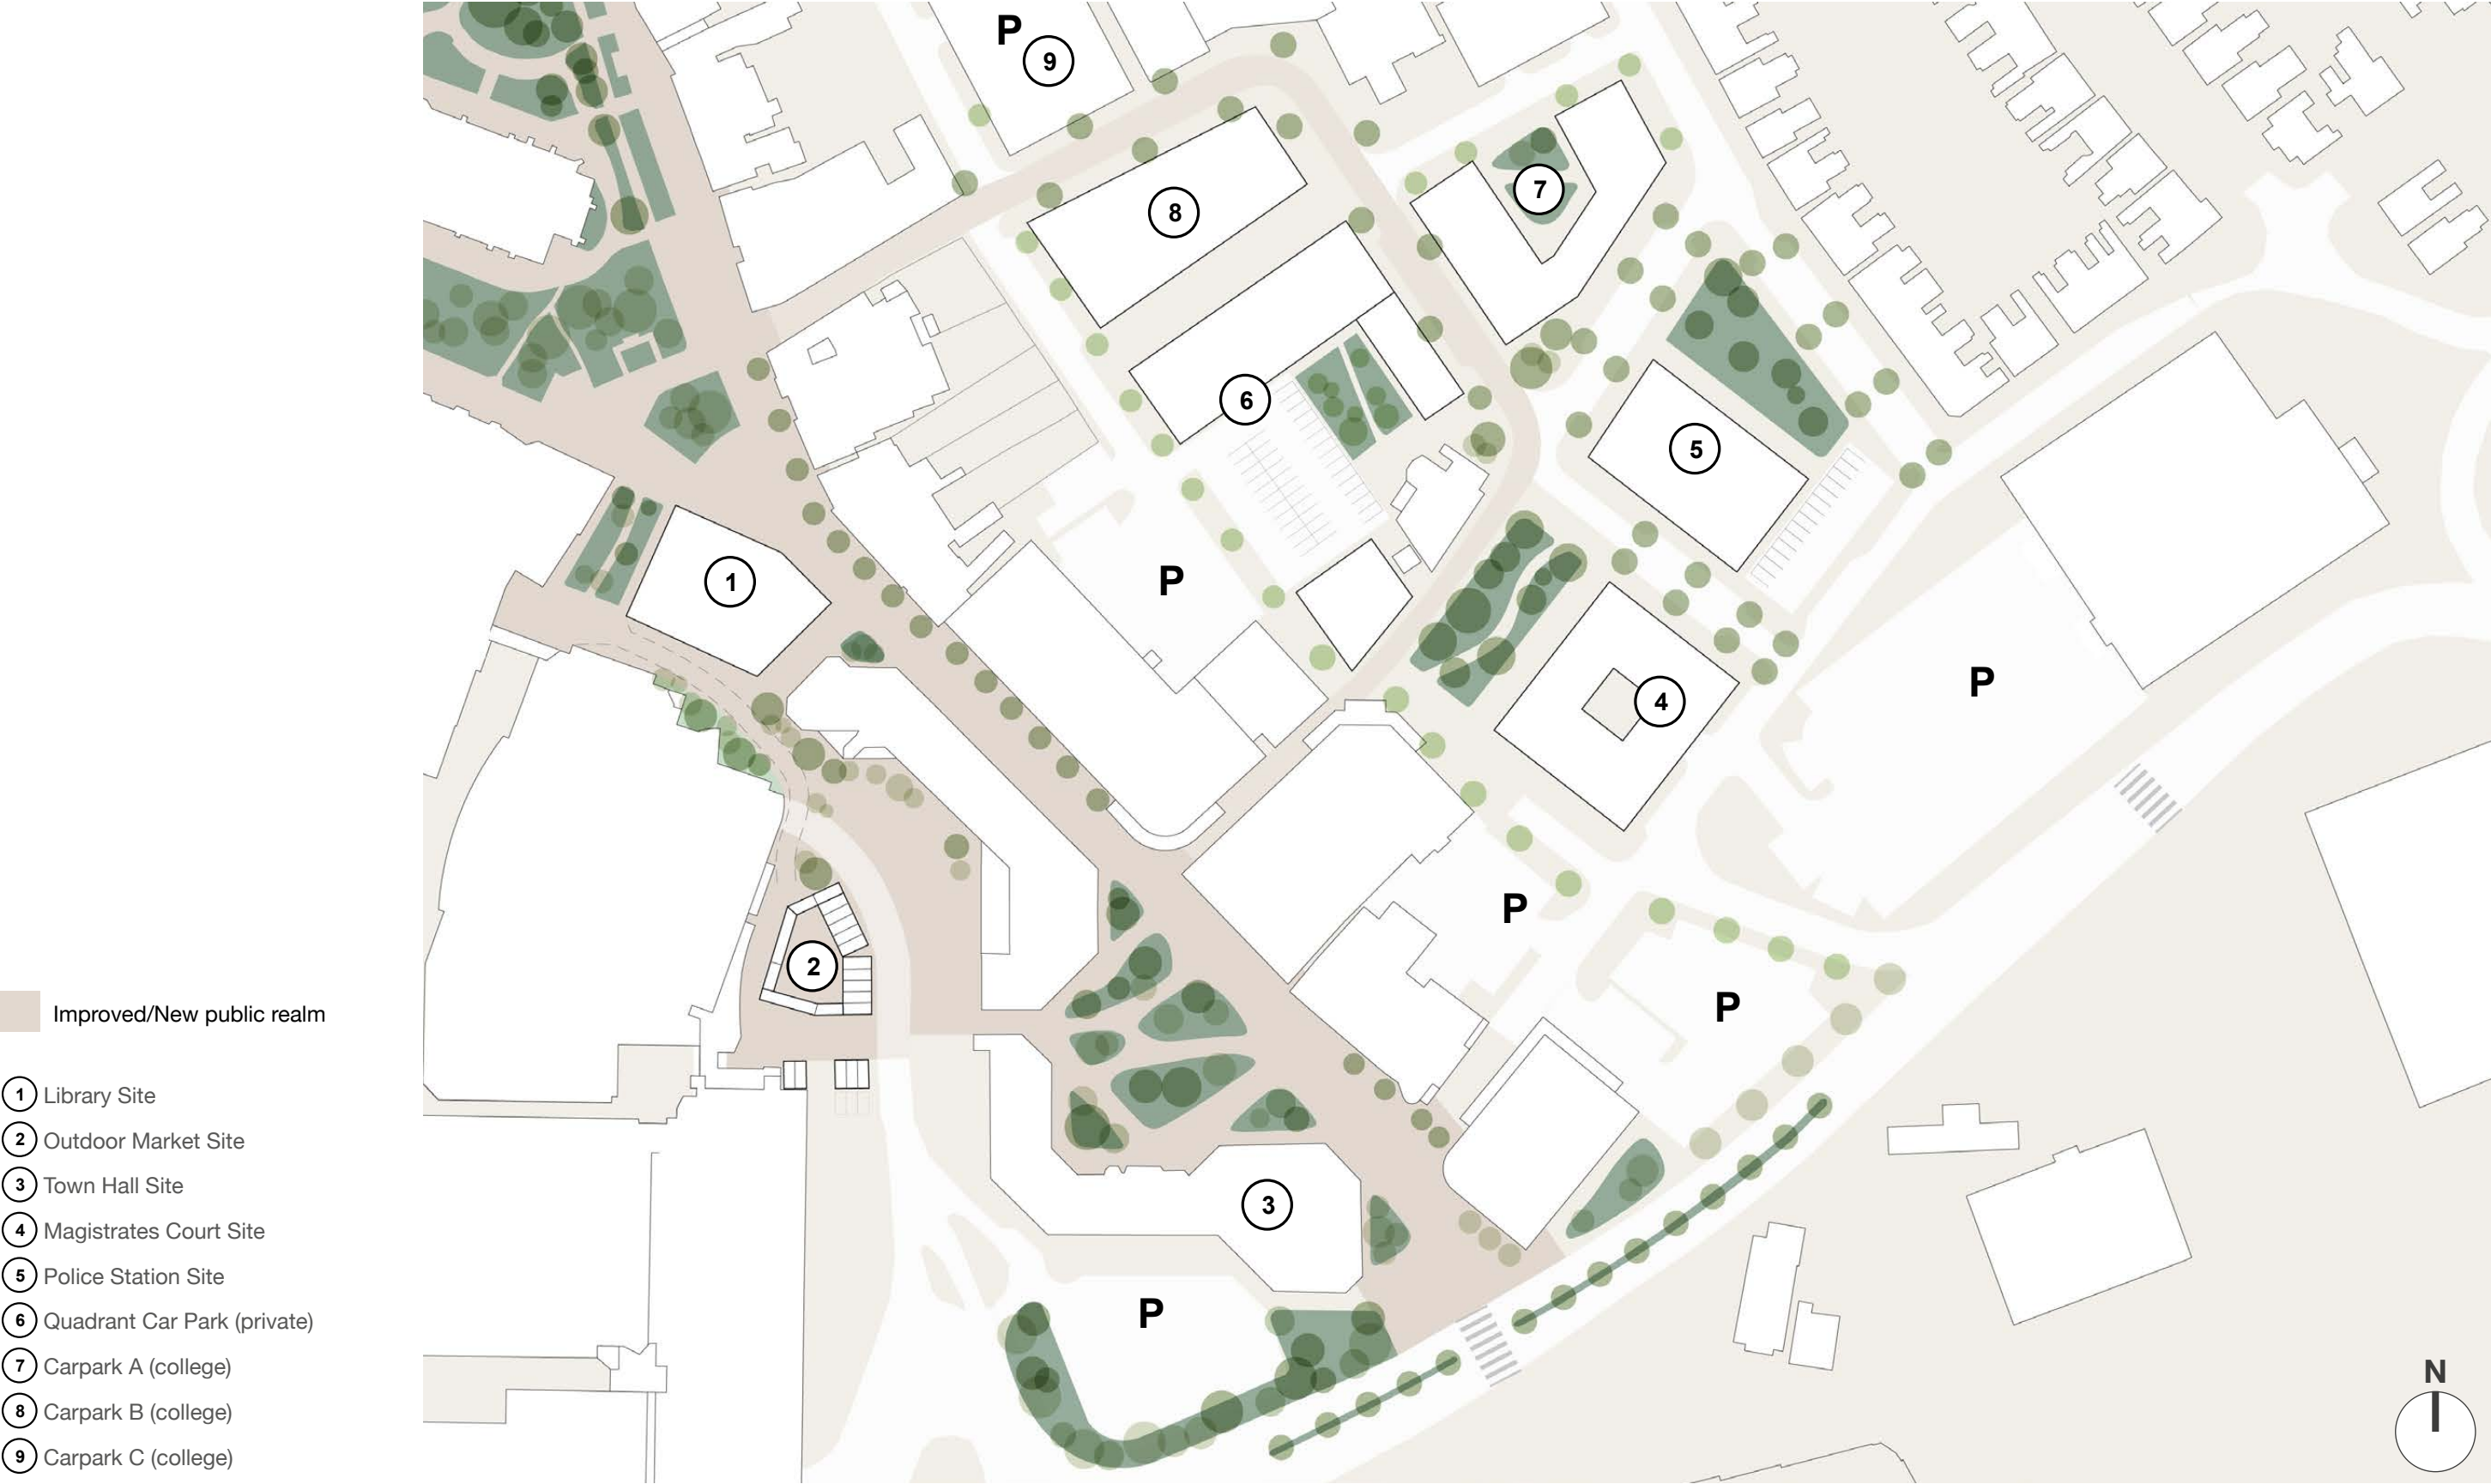 P
9
7
8
6
5
1
P
4
P
P
2
P
3
P
N
Improved/New public realm
1 Library Site
2 Outdoor Market Site
3 Town Hall Site
4 Magistrates Court Site
5 Police Station Site
6 Quadrant Car Park (private)
7 Carpark A (college)
8 Carpark B (college)
9 Carpark C (college)